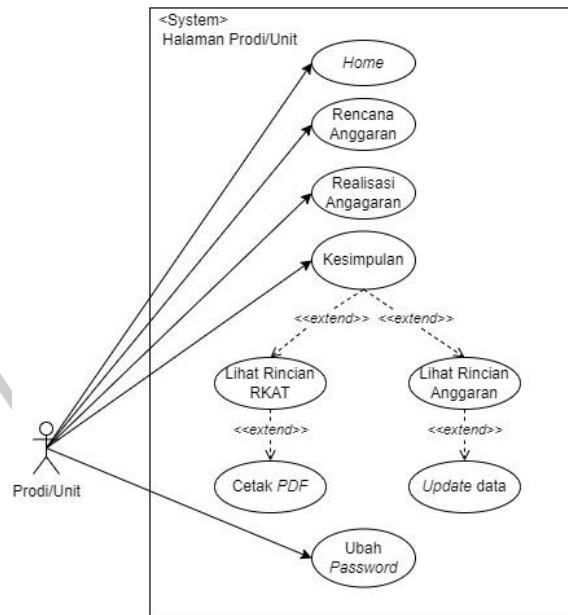 <System>
Halaman Prodi/Unit
Home
Rencana
Anggaran
Realisasi
Angagaran
Kesimpulan
<<extend>> <<extend>>
Lihat Rincian
RKAT
Lihat Rincian
Anggaran
<<extend>> <<extend>>
Prodi/Unit
Cetak PDF
Update data
Ubah
Password